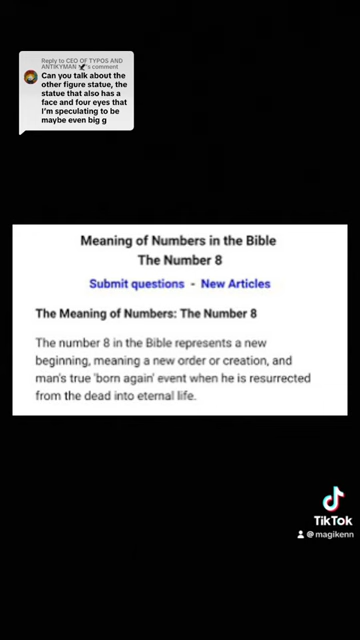 Reply to CEO OF TYPOS AND
ANTIKYMAN 🦅's comment
Can you talk about the
other figure statue, the
statue that also has a
face and four eyes that
I'm speculating to be
maybe even big g
Meaning of Numbers in the Bible
The Number 8
Submit questions - New Articles
The Meaning of Numbers: The Number 8
The number 8 in the Bible represents a new
beginning, meaning a new order or creation, and
man's true 'born again' event when he is resurrected
from the dead into eternal life.
TikTok
@magikenn